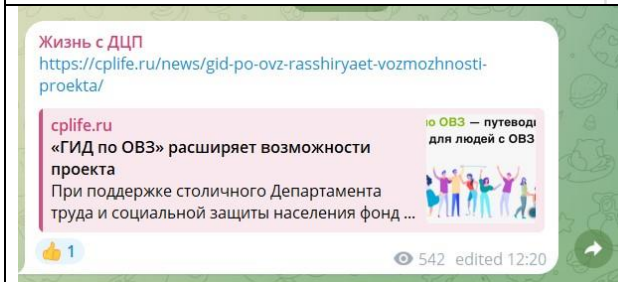 Жизнь с ДЦП
https://cplife.ru/news/gid-po-ovz-rasshiryaet-vozmozhnosti-
proekta/
cplife.ru
«ГИД по ОВЗ» расширяет возможности
проекта
При поддержке столичного Департамента
труда и социальной защиты населения фонд ...
по ОВЗ — путевод
для людей с ОВЗ
1
542 edited 12:20